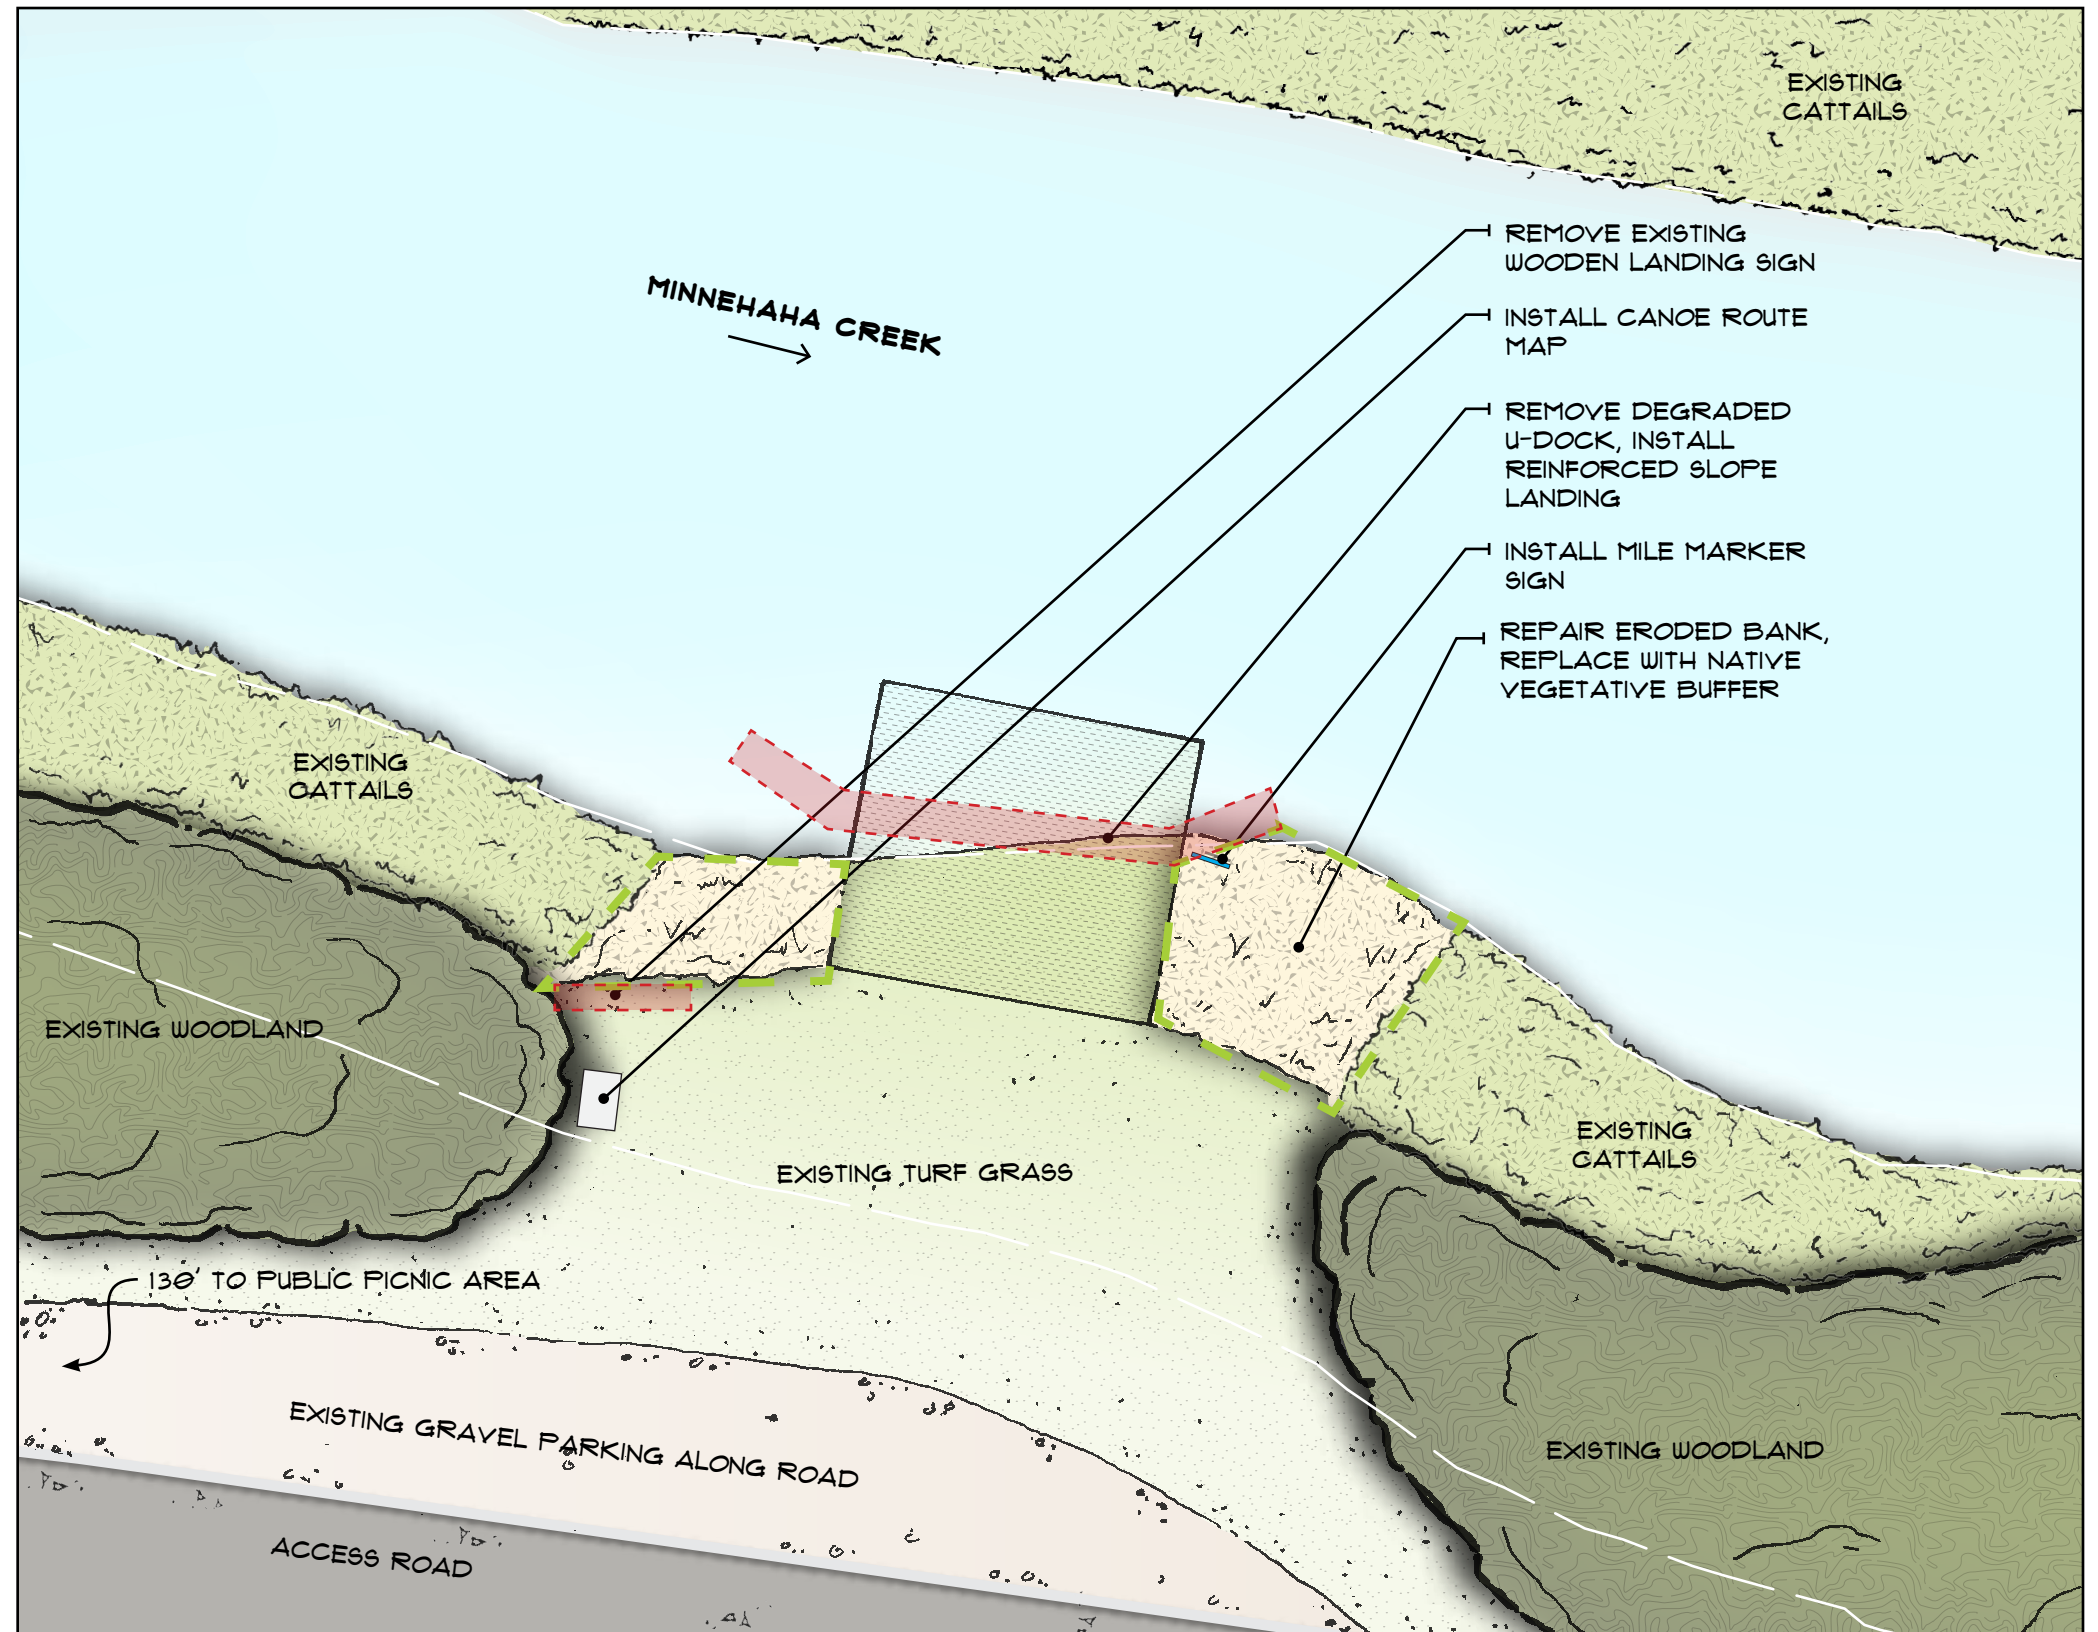 EXISTING
CATTAILS
REMOVE EXISTING
WOODEN LANDING SIGN
MINNEHAHA CREEK
INSTALL CANOE ROUTE
MAP
REMOVE DEGRADED
U-DOCK, INSTALL
REINFORCED SLOPE
LANDING
INSTALL MILE MARKER
SIGN
REPAIR ERODED BANK,
REPLACE WITH NATIVE
VEGETATIVE BUFFER
EXISTING
CATTAILS
EXISTING WOODLAND
EXISTING TURF GRASS
EXISTING
CATTAILS
130' TO PUBLIC PICNIC AREA
EXISTING GRAVEL PARKING ALONG ROAD
EXISTING WOODLAND
ACCESS ROAD